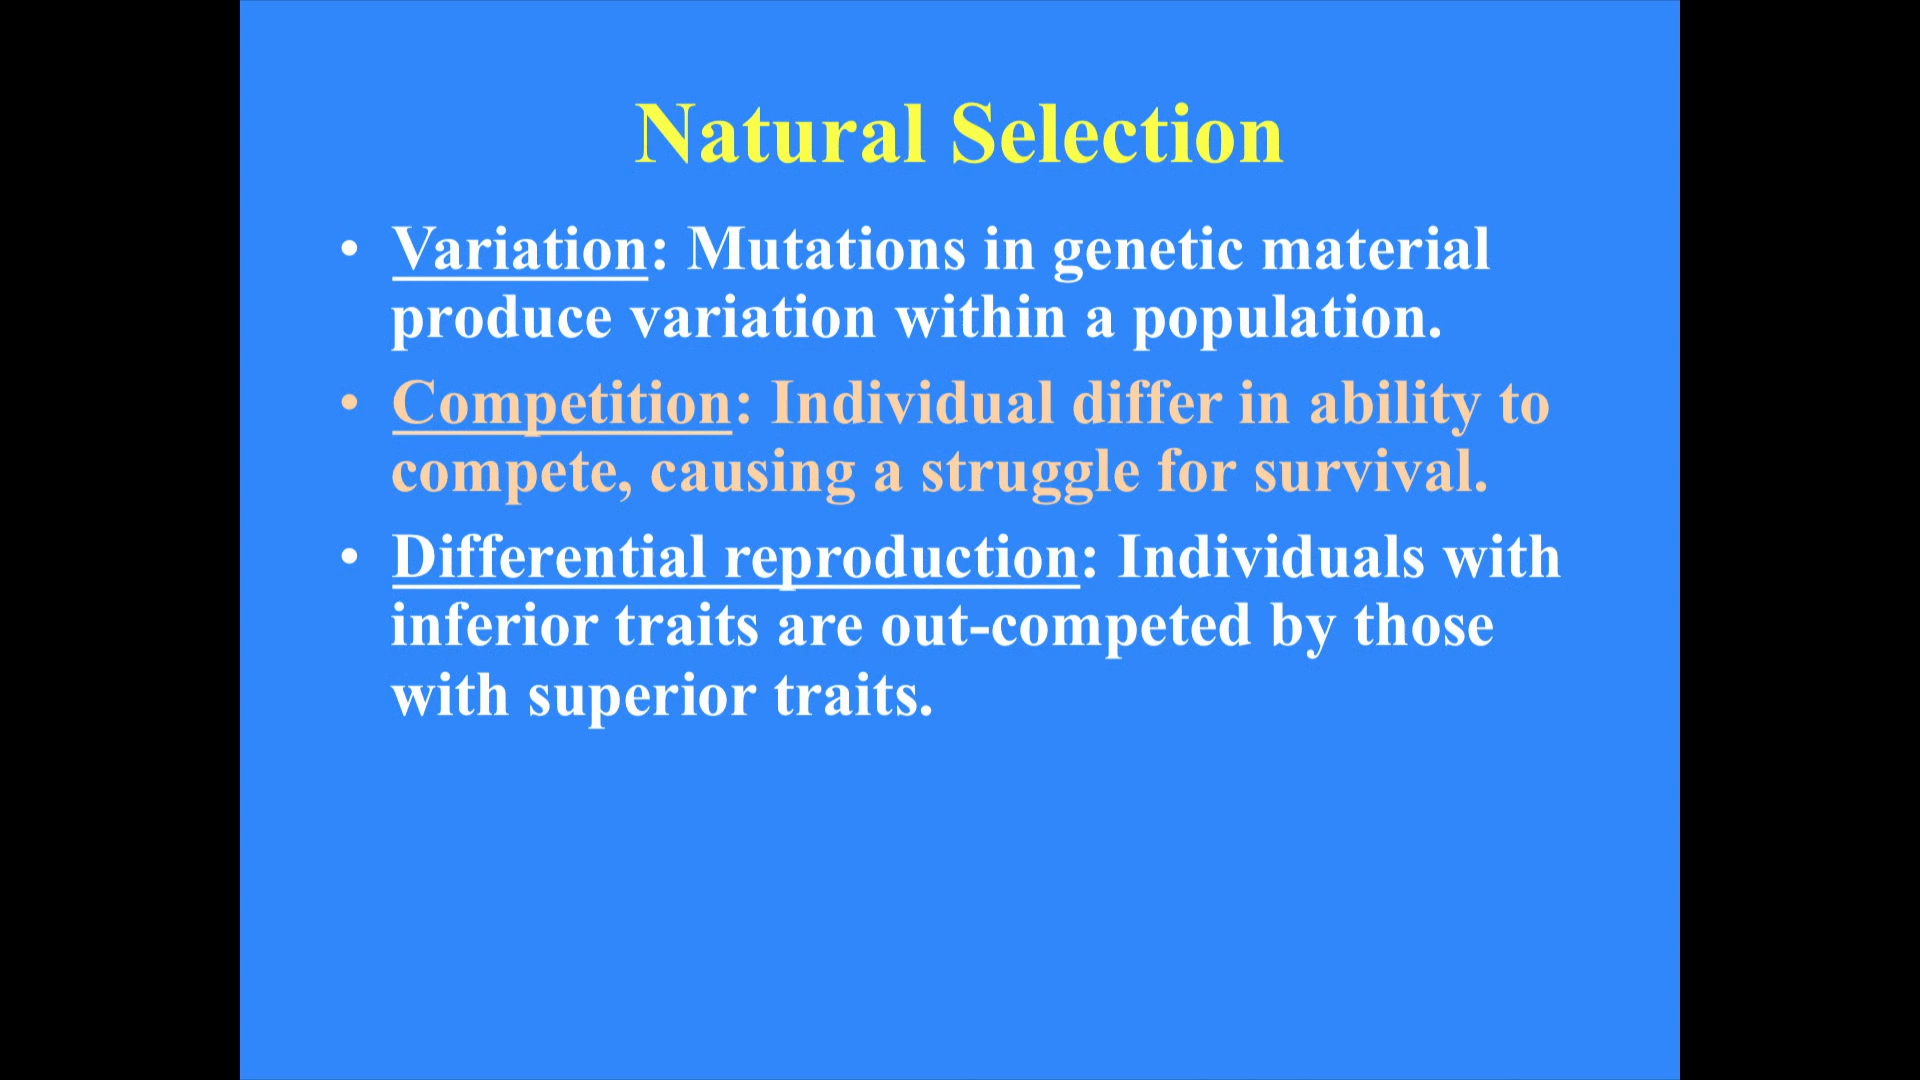 Natural Selection
• Variation: Mutations in genetic material
produce variation within a population.
• Competition: Individual differ in ability to
compete, causing a struggle for survival.
• Differential reproduction: Individuals with
inferior traits are out-competed by those
with superior traits.